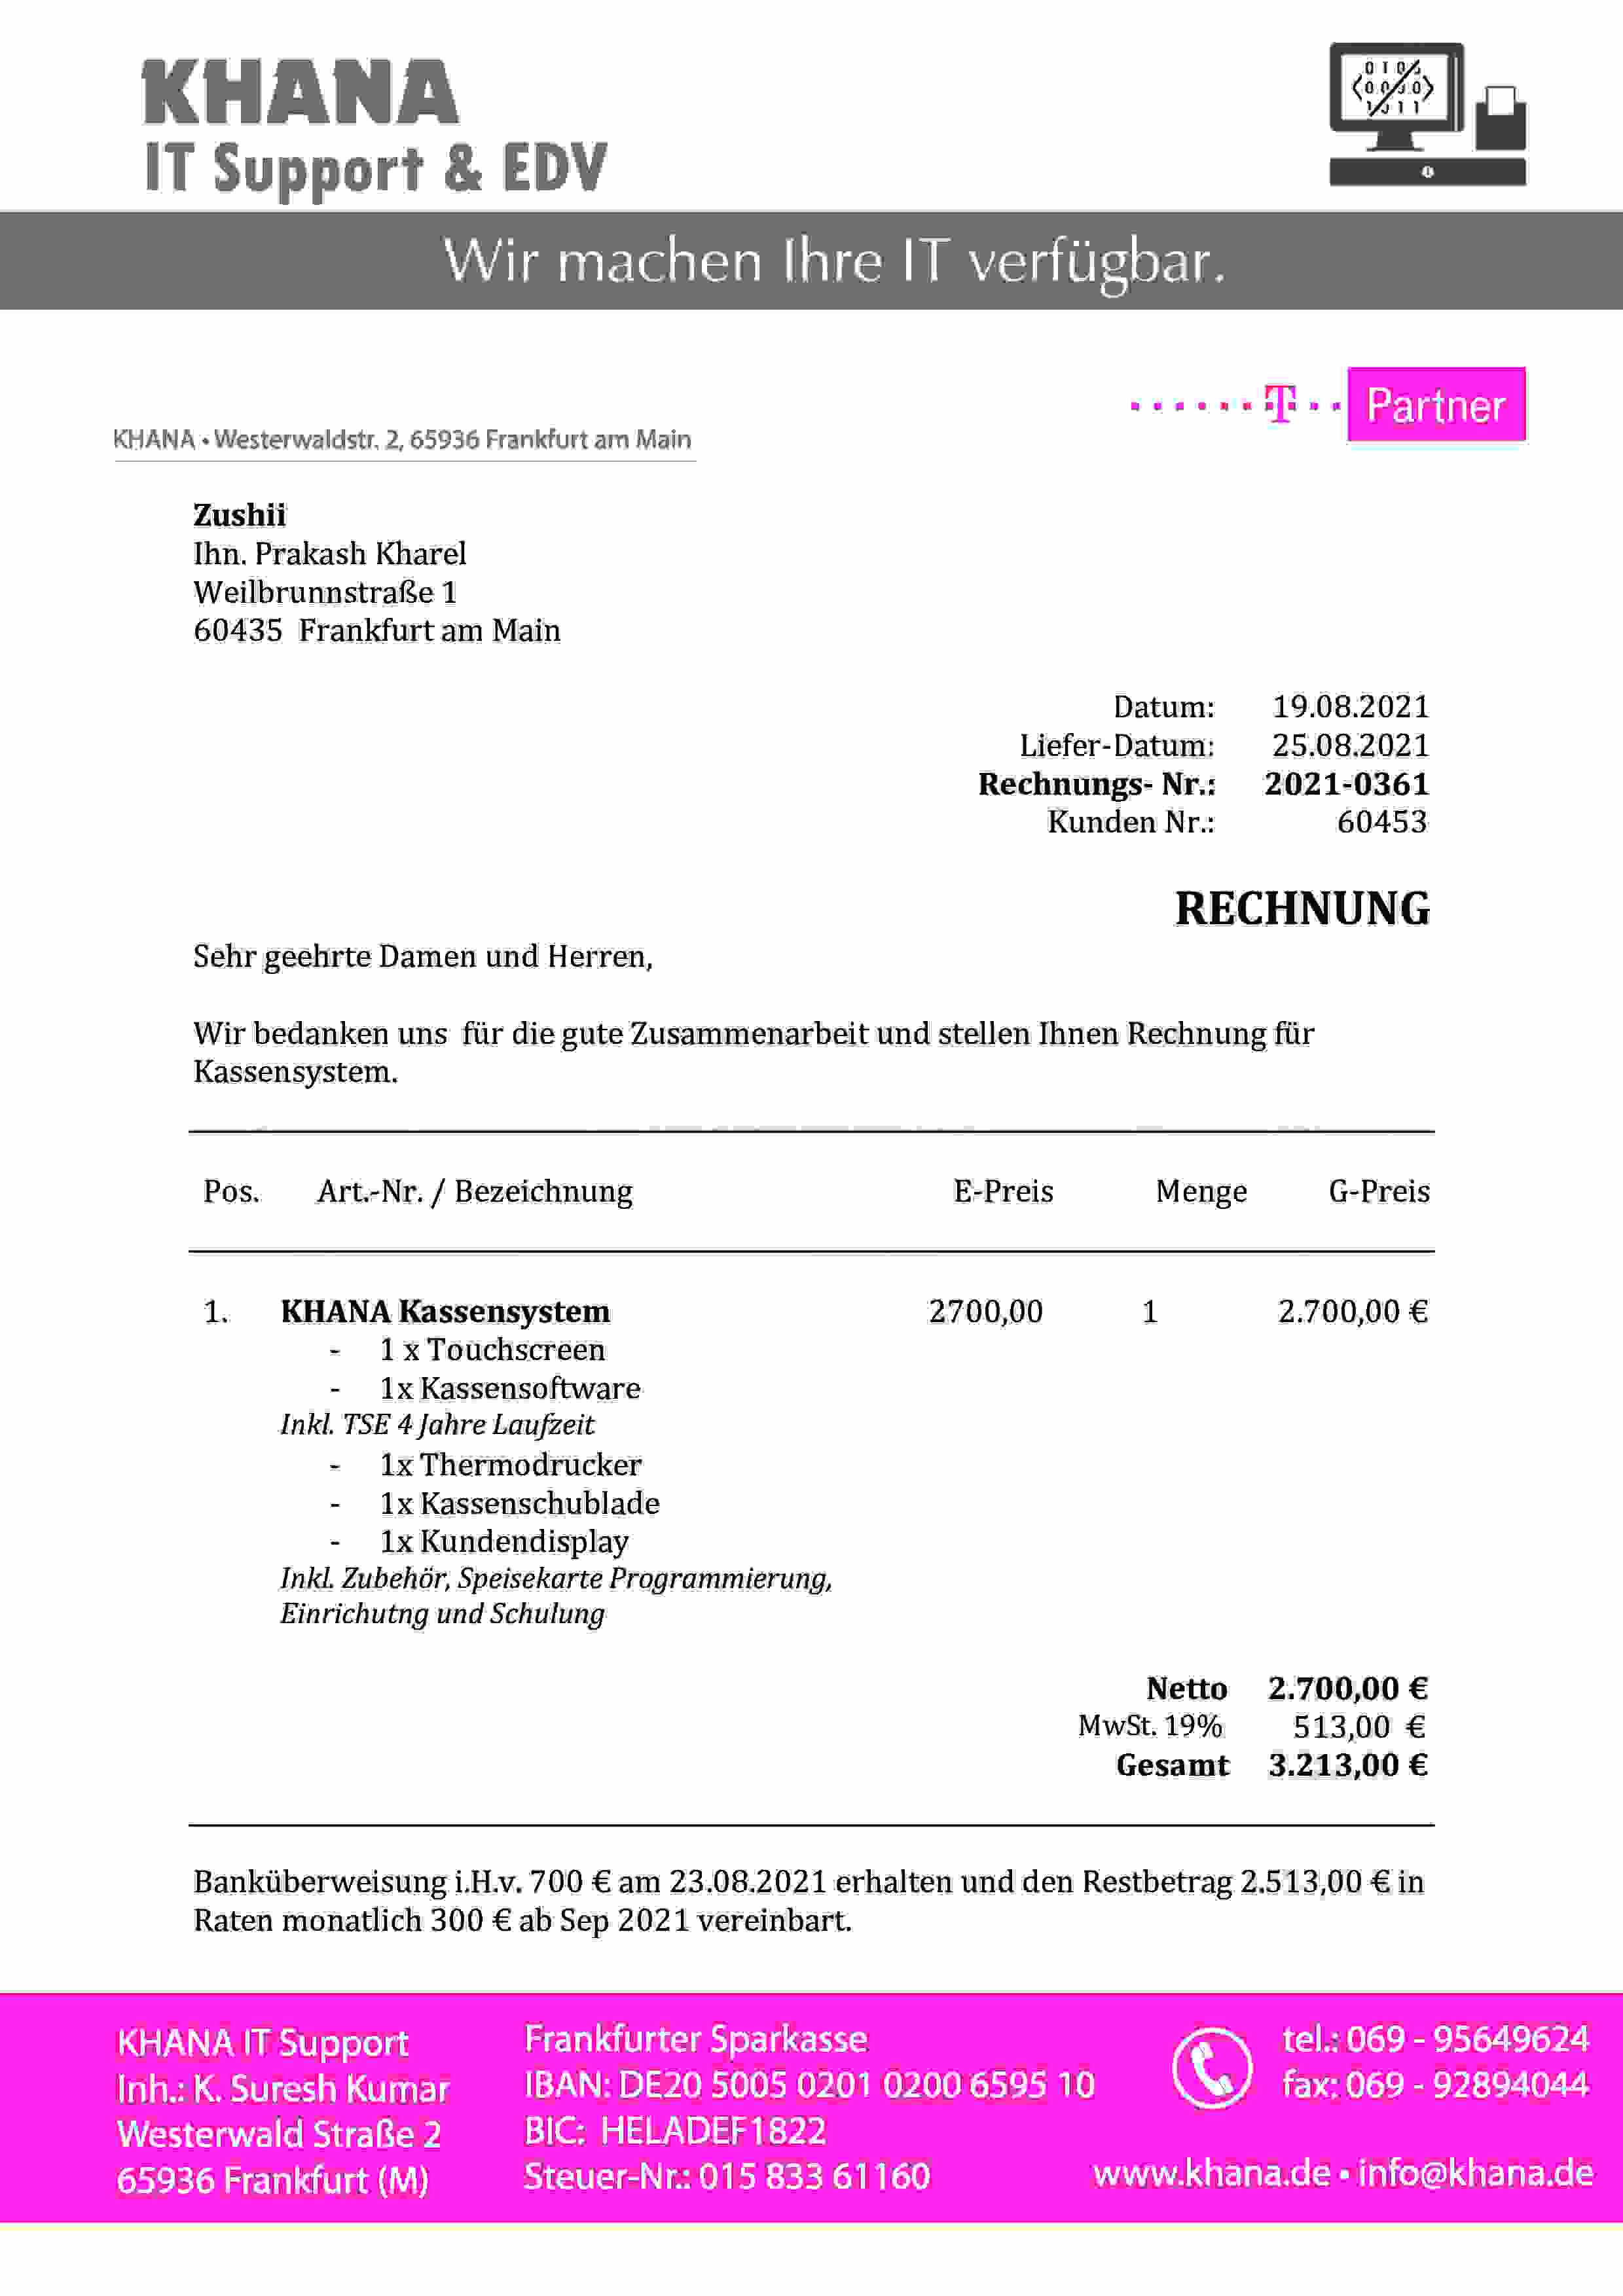 KHANA
IT Support & EDV
Wir machen Ihre IT verfügbar.
T Partner
KHANA • Westerwaldstr. 2, 65936 Frankfurt am Main
Zushii
Ihn. Prakash Kharel
Weilbrunnstraße 1
60435 Frankfurt am Main
Datum: 19.08.2021
Liefer-Datum: 25.08.2021
Rechnungs- Nr.: 2021-0361
Kunden Nr.: 60453
RECHNUNG
Sehr geehrte Damen und Herren,
Wir bedanken uns für die gute Zusammenarbeit und stellen Ihnen Rechnung für
Kassensystem.
Pos. Art.-Nr. / Bezeichnung E-Preis Menge G-Preis
1. KHANA Kassensystem 2700,00 1 2.700,00 €
- 1 x Touchscreen
- 1x Kassensoftware
Inkl. TSE 4 Jahre Laufzeit
- 1x Thermodrucker
- 1x Kassenschublade
- 1x Kundendisplay
Inkl. Zubehör, Speisekarte Programmierung,
Einrichutng und Schulung
Netto 2.700,00 €
MwSt. 19% 513,00 €
Gesamt 3.213,00 €
Banküberweisung i.H.v. 700 € am 23.08.2021 erhalten und den Restbetrag 2.513,00 € in
Raten monatlich 300 € ab Sep 2021 vereinbart.
KHANA IT Support
Inh.: K. Suresh Kumar
Westerwald Straße 2
65936 Frankfurt (M)
Frankfurter Sparkasse
IBAN: DE20 5005 0201 0200 6595 10
BIC: HELADEF1822
Steuer-Nr.: 015 833 61160
tel.: 069 - 95649624
fax: 069 - 92894044
www.khana.de • info@khana.de